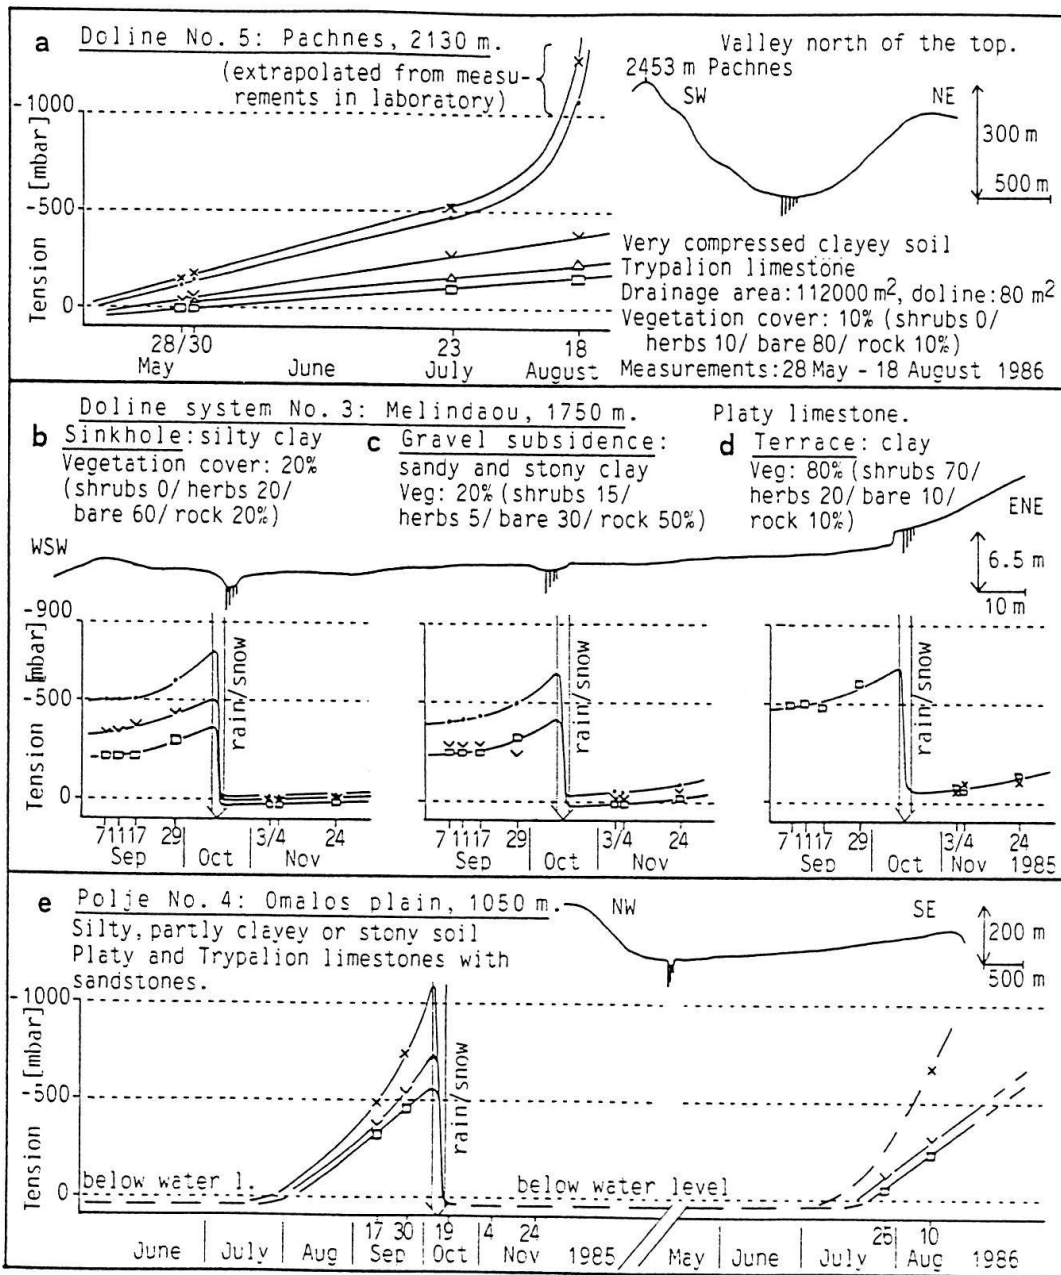 a Doline No. 5: Pachnes, 2130 m.
(extrapolated from measu-
rements in laboratory)
Valley north of the top.
2453 m Pachnes
SW
NE
300 m
500 m
Tension [mbar]
-1000
-500
0
Very compressed clayey soil
Trypalion limestone
Drainage area: 112000 m², doline: 80 m²
Vegetation cover: 10% (shrubs 0/
herbs 10/ bare 80/ rock 10%)
Measurements: 28 May - 18 August 1986
28/30 23 18
May June July August
Doline system No. 3: Melindaou, 1750 m. Platy limestone.
b Sinkhole: silty clay
Vegetation cover: 20%
(shrubs 0/ herbs 20/
bare 60/ rock 20%)
c Gravel subsidence:
sandy and stony clay
Veg: 20% (shrubs 15/
herbs 5/ bare 30/ rock 50%)
d Terrace: clay
Veg: 80% (shrubs 70/
herbs 20/ bare 10/
rock 10%)
WSW
ENE
6.5 m
10 m
Tension [mbar]
-900
-500
0
rain/snow
rain/snow
rain/snow
7 11 17 29 3/4 24
Sep Oct Nov
7 11 17 29 3/4 24
Sep Oct Nov
7 11 17 29 3/4 24
Sep Oct Nov 1985
e Polje No. 4: Omalos plain, 1050 m.
Silty, partly clayey or stony soil
Platy and Trypalion limestones with
sandstones.
NW
SE
200 m
500 m
Tension [mbar]
-1000
-500
0
rain/snow
below water l.
below water level
17 30 19 4 24 25 10
June July Aug Sep Oct Nov 1985 May June July Aug 1986